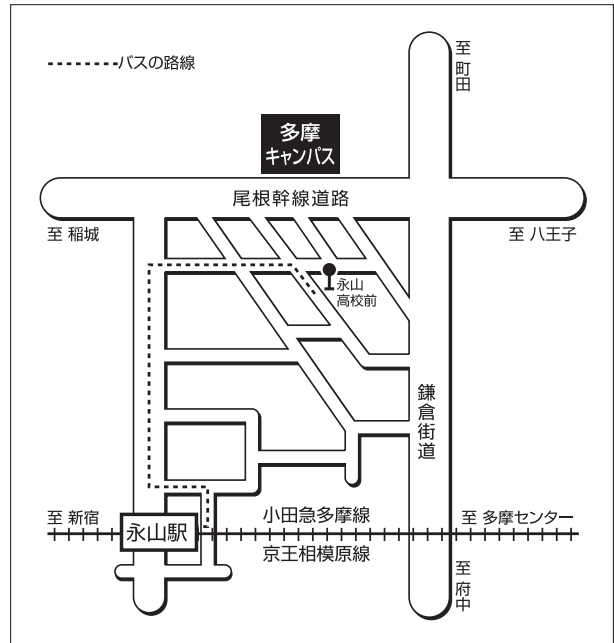 バスの路線
至 町田
多摩
キャンパス
尾根幹線道路
至 稲城
至 八王子
永山
高校前
鎌倉街道
至 新宿
永山駅
小田急多摩線
京王相模原線
至 多摩センター
至 府中